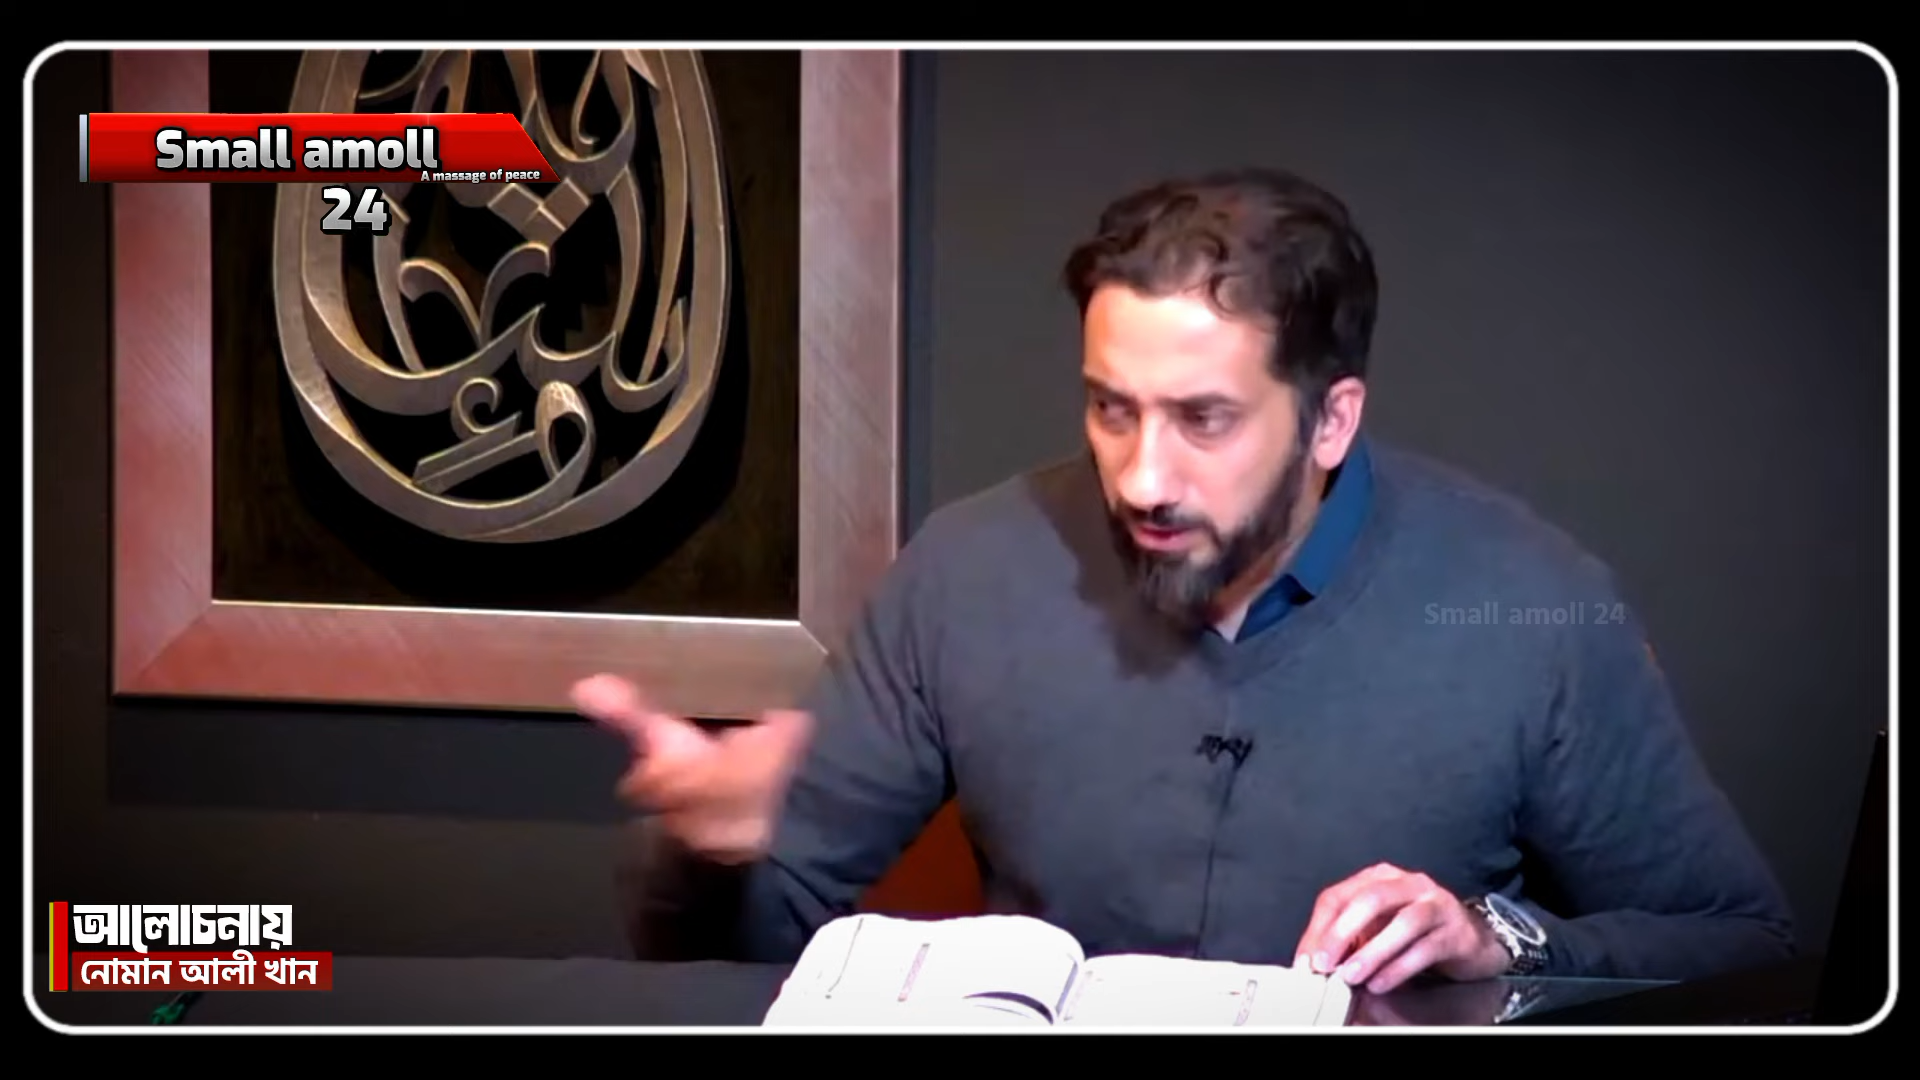 Small amoll
A massage of peace
24
Small amoll 24
আলোচনায়
নোমান আলী খান